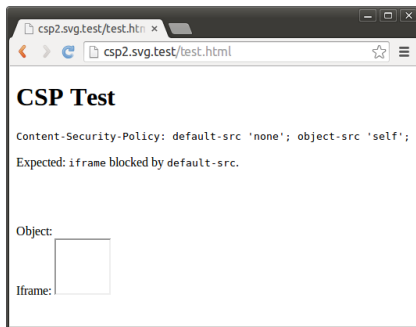 csp2.svg.test/test.htm
csp2.svg.test/test.html
CSP Test
Content-Security-Policy: default-src 'none'; object-src 'self';
Expected: iframe blocked by default-src.
Object:
Iframe: